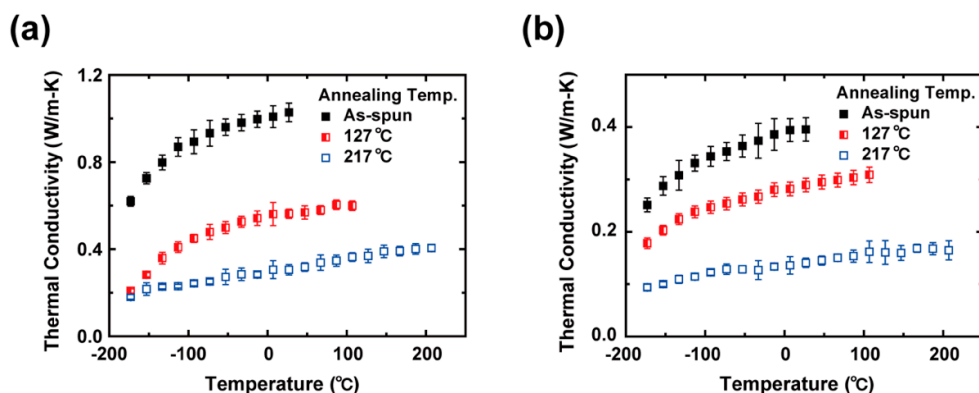 (a)
Thermal Conductivity (W/m-K)
1.2
0.8
0.4
0.0
-200
-100
0
100
200
Temperature (℃)
Annealing Temp.
As-spun
127 ℃
217 ℃
(b)
Thermal Conductivity (W/m-K)
0.4
0.2
0.0
-200
-100
0
100
200
Temperature (℃)
Annealing Temp.
As-spun
127 ℃
217 ℃